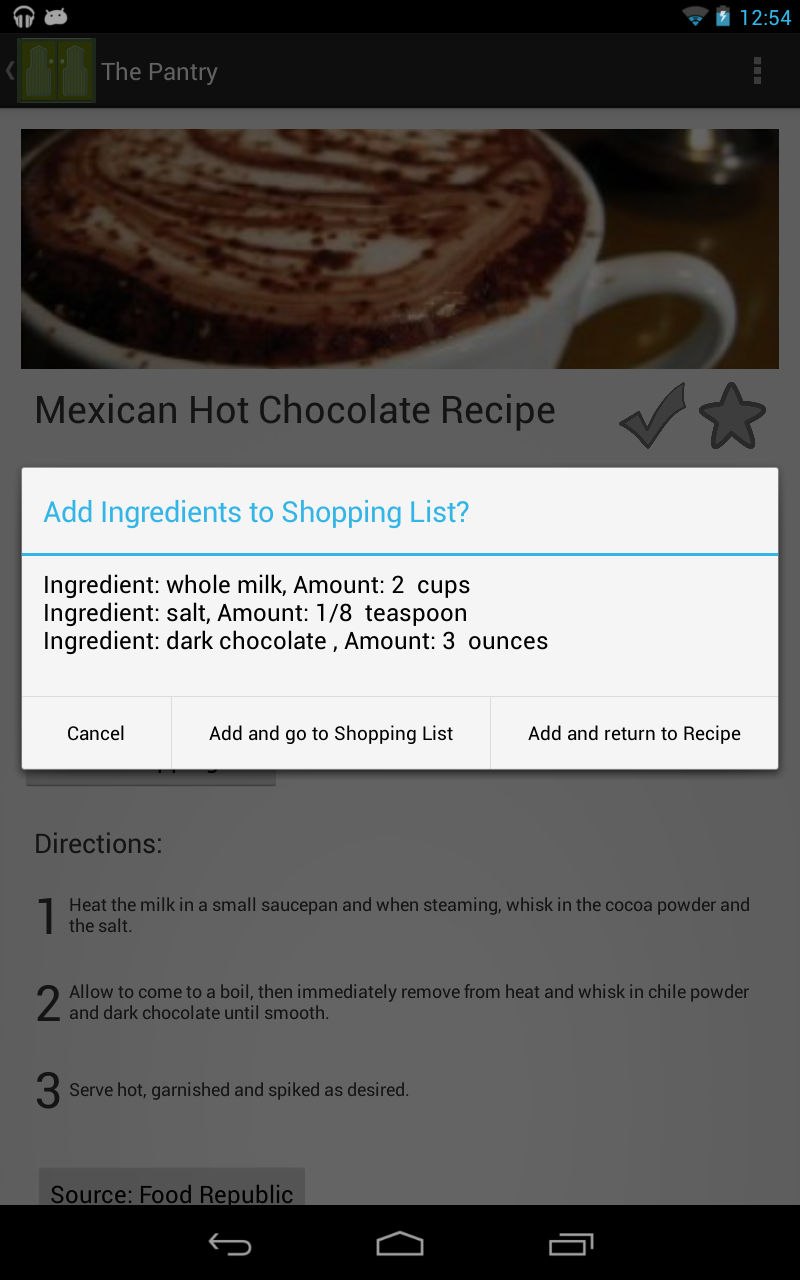 12:54
The Pantry
Mexican Hot Chocolate Recipe
Add Ingredients to Shopping List?
Ingredient: whole milk, Amount: 2  cups
Ingredient: salt, Amount: 1/8  teaspoon
Ingredient: dark chocolate , Amount: 3  ounces
Cancel
Add and go to Shopping List
Add and return to Recipe
Directions:
1 Heat the milk in a small saucepan and when steaming, whisk in the cocoa powder and
the salt.
2 Allow to come to a boil, then immediately remove from heat and whisk in chile powder
and dark chocolate until smooth.
3 Serve hot, garnished and spiked as desired.
Source: Food Republic